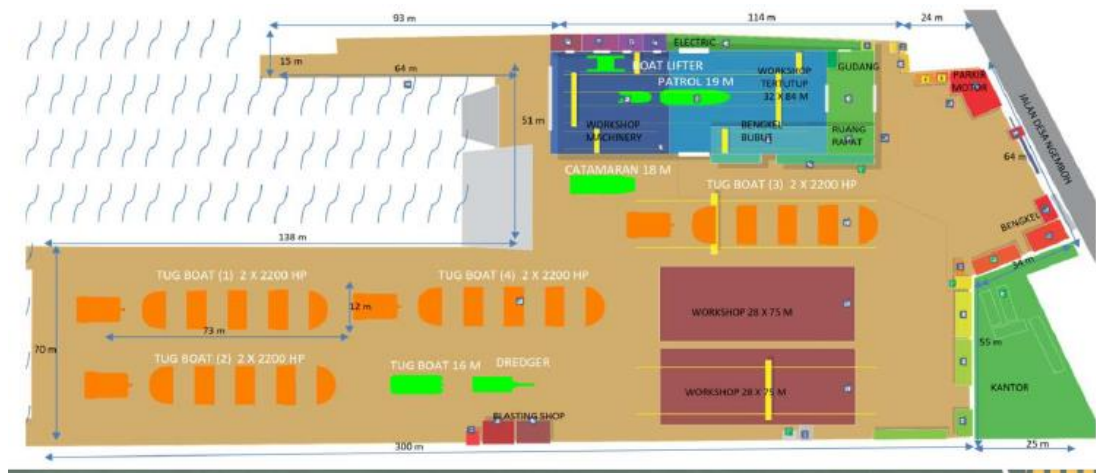 93 m
114 m
24 m
15 m
ELECTRIC
BOAT LIFTER
WORKSHOP
TERTUTUP
32 X 84 M
GUDANG
PARKIR
MOTOR
64 m
PATROL 19 M
51 m
WORKSHOP
MACHINERY
BENGKEL
BUBUT
RUANG
RAPAT
JALAN DESA NGEMBOH
64 m
CATAMARAN 18 M
TUG BOAT (3) 2 X 2200 HP
BENGKEL
138 m
34 m
TUG BOAT (1) 2 X 2200 HP
TUG BOAT (4) 2 X 2200 HP
12 m
73 m
WORKSHOP 28 X 75 M
70 m
55 m
TUG BOAT (2) 2 X 2200 HP
TUG BOAT 16 M
DREDGER
WORKSHOP 28 X 75 M
KANTOR
BLASTING SHOP
300 m
25 m